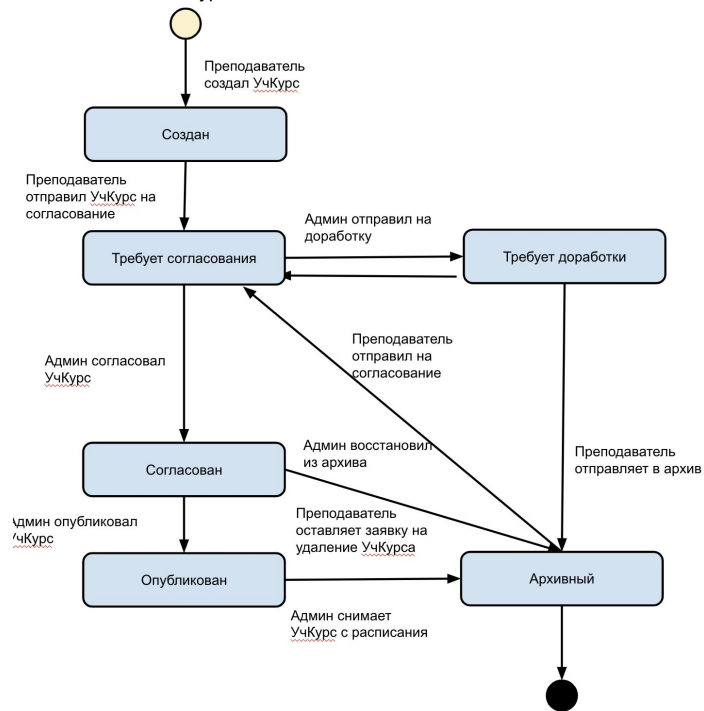 Преподаватель
создал УчКурс
Создан
Преподаватель
отправил УчКурс на
согласование
Админ отправил на
доработку
Требует согласования
Требует доработки
Преподаватель
отправил на
согласование
Админ согласовал
УчКурс
Админ восстановил
из архива
Преподаватель
отправляет в архив
Согласован
Преподаватель
оставляет заявку на
удаление УчКурса
Админ опубликовал
УчКурс
Опубликован
Архивный
Админ снимает
УчКурс с расписания